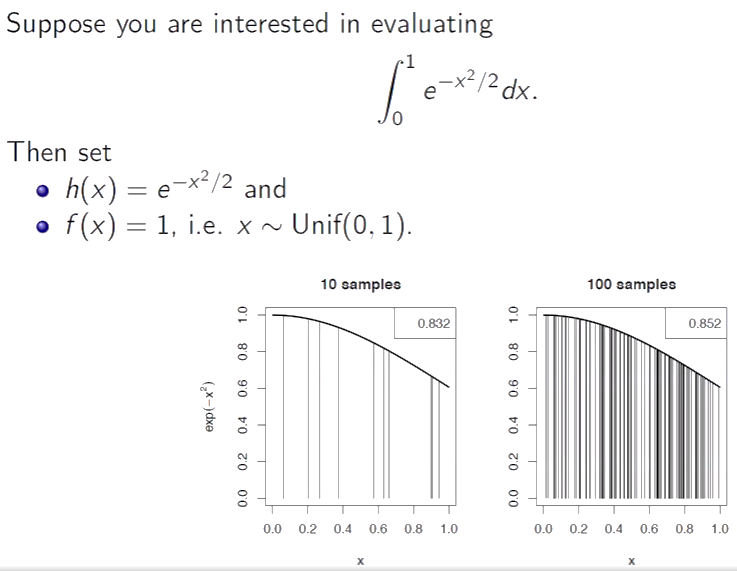 Suppose you are interested in evaluating
∫₀¹ e^{−x²/2} dx.
Then set
• h(x) = e^{−x²/2} and
• f(x) = 1, i.e. x ∼ Unif(0, 1).
10 samples
0.832
exp(−x²)
0.0 0.2 0.4 0.6 0.8 1.0
0.0 0.2 0.4 0.6 0.8 1.0
x
100 samples
0.852
0.0 0.2 0.4 0.6 0.8 1.0
0.0 0.2 0.4 0.6 0.8 1.0
x